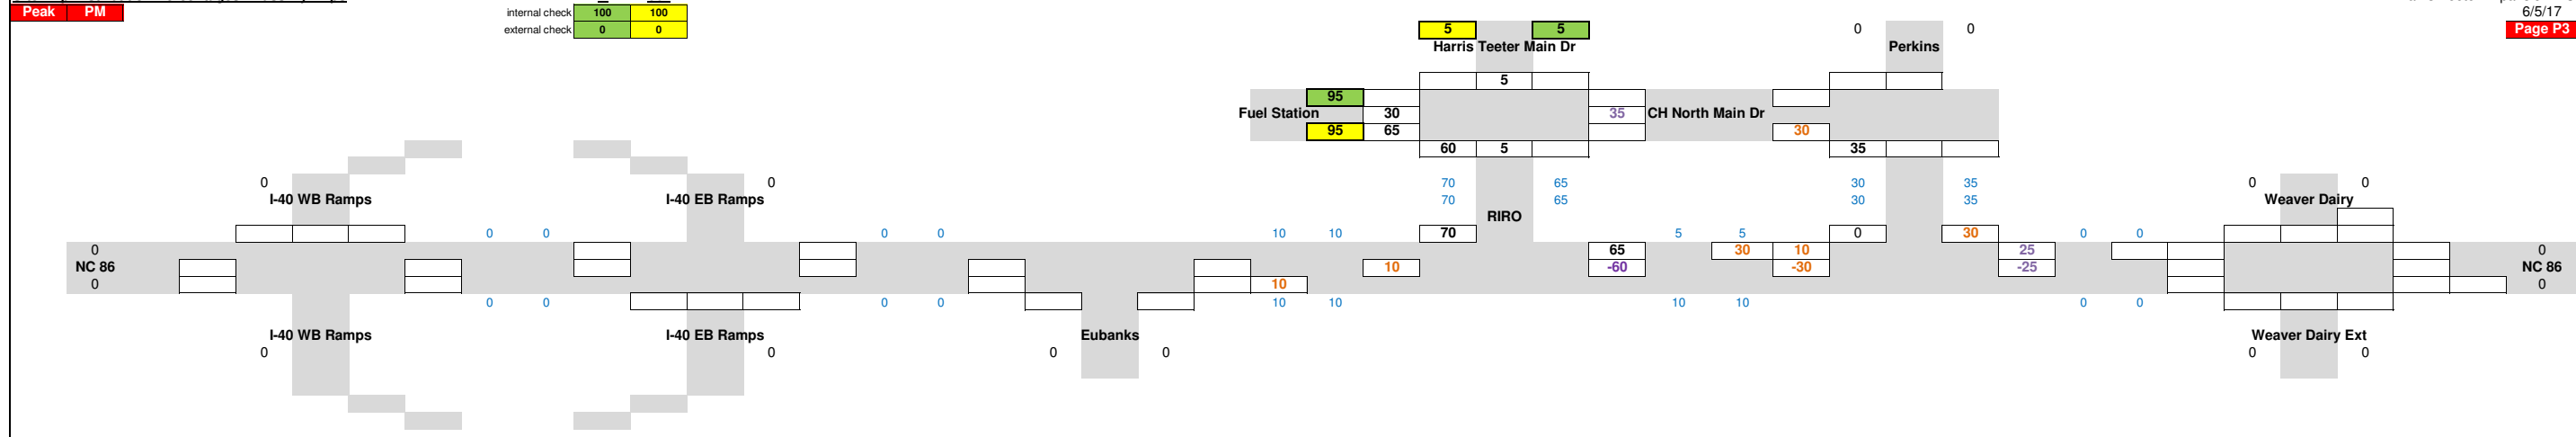 Peak PM internal check 100 100 6/5/17
external check 0 0 5 5 0 0 Page P3
Harris Teeter Main Dr Perkins
5
95
Fuel Station 30 35 CH North Main Dr
95 65 30
60 5 35
0 0 70 65 30 35 0 0
I-40 WB Ramps I-40 EB Ramps 70 65 30 35 Weaver Dairy
RIRO
0 0 0 0 10 10 70 5 5 0 30 0 0
0 65 30 10 25 0
NC 86 10 -60 -30 -25 NC 86
0 10 0
0 0 0 0 10 10 10 10 0 0
I-40 WB Ramps I-40 EB Ramps Eubanks Weaver Dairy Ext
0 0 0 0 0 0